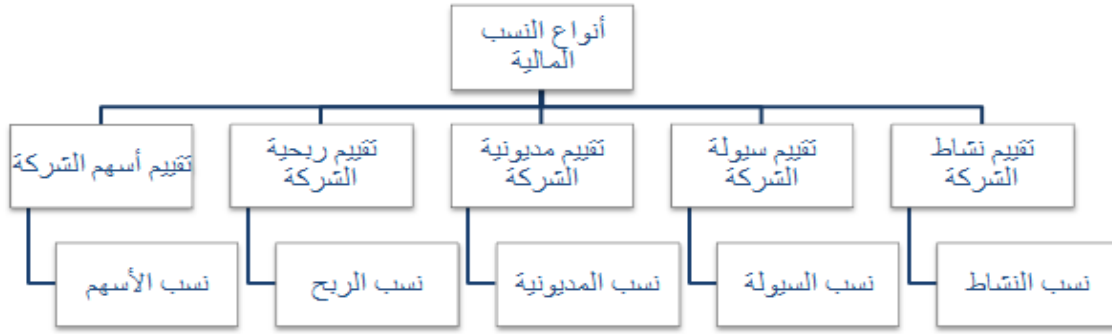 أنواع النسب
المالية
تقييم نشاط
الشركة
تقييم سيولة
الشركة
تقييم مديونية
الشركة
تقييم ربحية
الشركة
تقييم أسهم الشركة
نسب النشاط
نسب السيولة
نسب المديونية
نسب الربح
نسب الأسهم